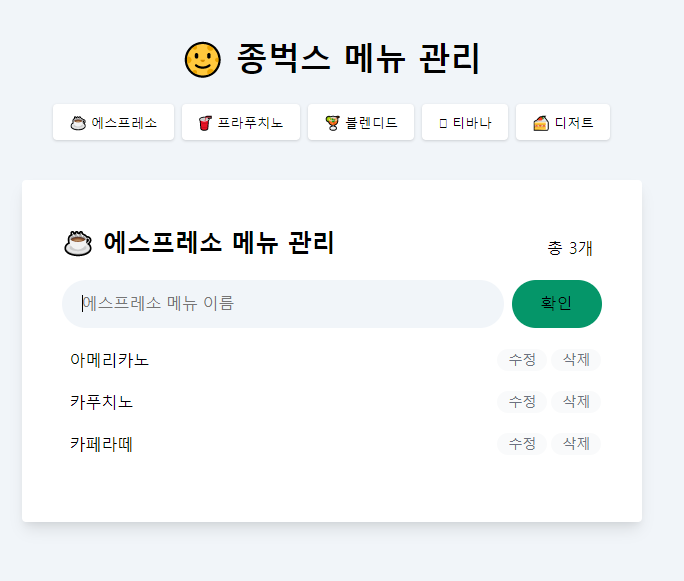 🌝 종벅스 메뉴 관리
☕ 에스프레소 🥤 프라푸치노 🍹 블렌디드 티바나 🍰 디저트
☕ 에스프레소 메뉴 관리 총 3개
에스프레소 메뉴 이름 확인
아메리카노 수정 삭제
카푸치노 수정 삭제
카페라떼 수정 삭제